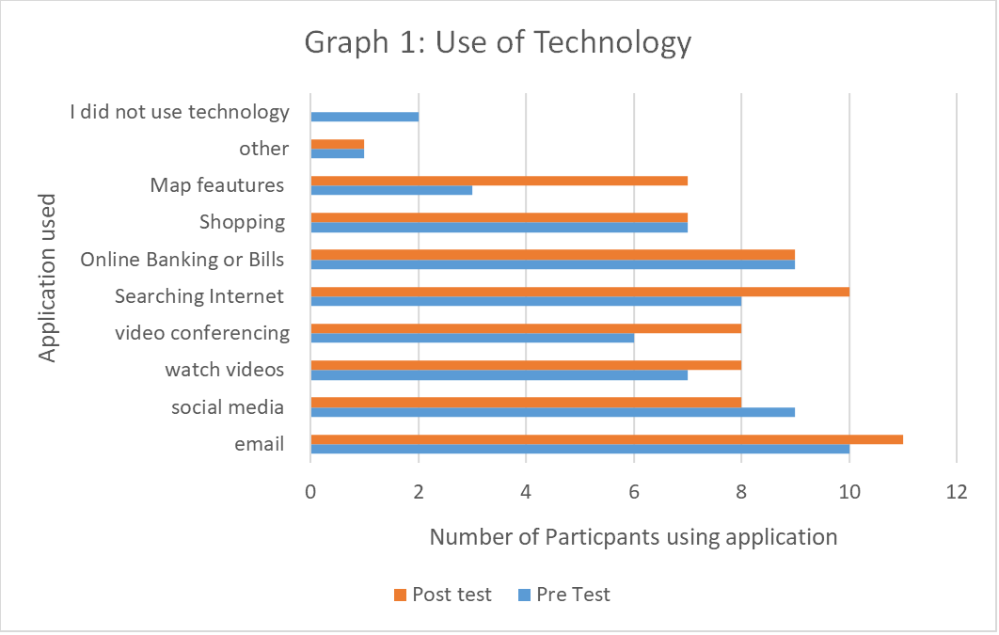 Graph 1: Use of Technology
I did not use technology
other
Map feautures
Shopping
Online Banking or Bills
Searching Internet
video conferencing
watch videos
social media
email
Application used
0 2 4 6 8 10 12
Number of Particpants using application
Post test Pre Test